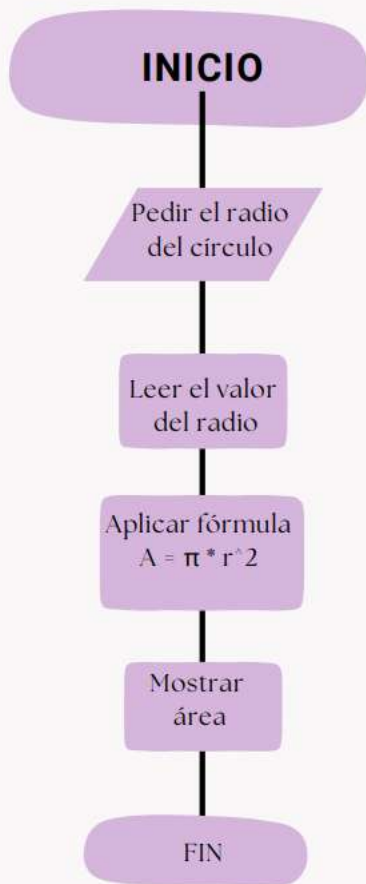 INICIO
Pedir el radio
del círculo
Leer el valor
del radio
Aplicar fórmula
A = π * r^2
Mostrar
área
FIN